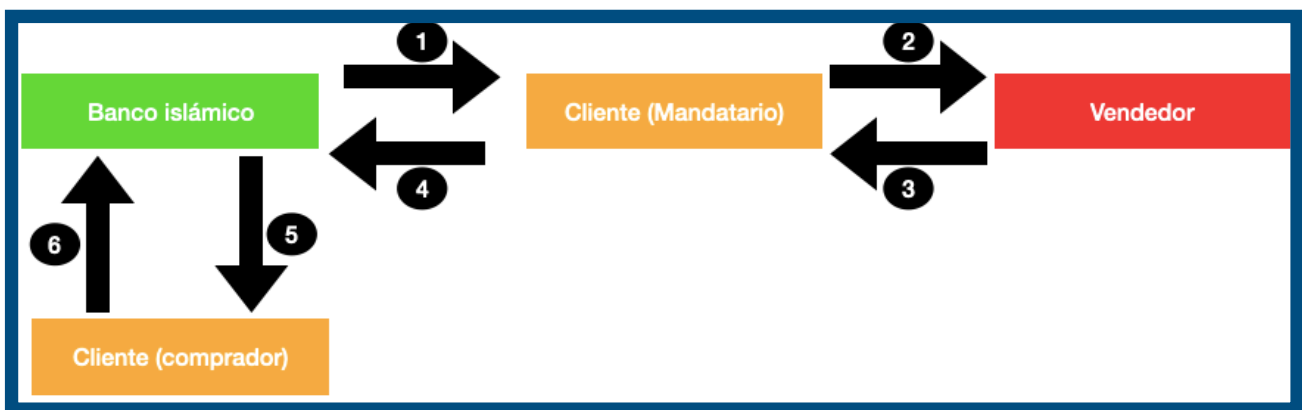 1
2
Banco islámico
Cliente (Mandatario)
Vendedor
4
3
6
5
Cliente (comprador)